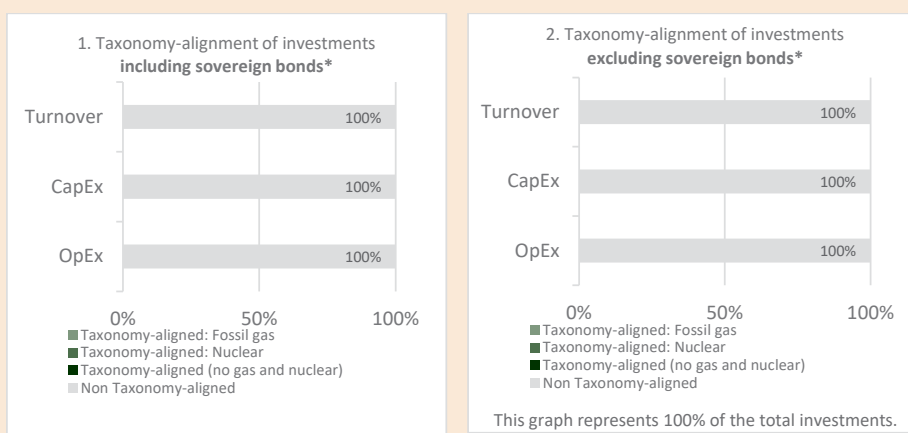 1. Taxonomy-alignment of investments
including sovereign bonds*
Turnover
100%
CapEx
100%
OpEx
100%
0% 50% 100%
Taxonomy-aligned: Fossil gas
Taxonomy-aligned: Nuclear
Taxonomy-aligned (no gas and nuclear)
Non Taxonomy-aligned
2. Taxonomy-alignment of investments
excluding sovereign bonds*
Turnover
100%
CapEx
100%
OpEx
100%
0% 50% 100%
Taxonomy-aligned: Fossil gas
Taxonomy-aligned: Nuclear
Taxonomy-aligned (no gas and nuclear)
Non Taxonomy-aligned
This graph represents 100% of the total investments.